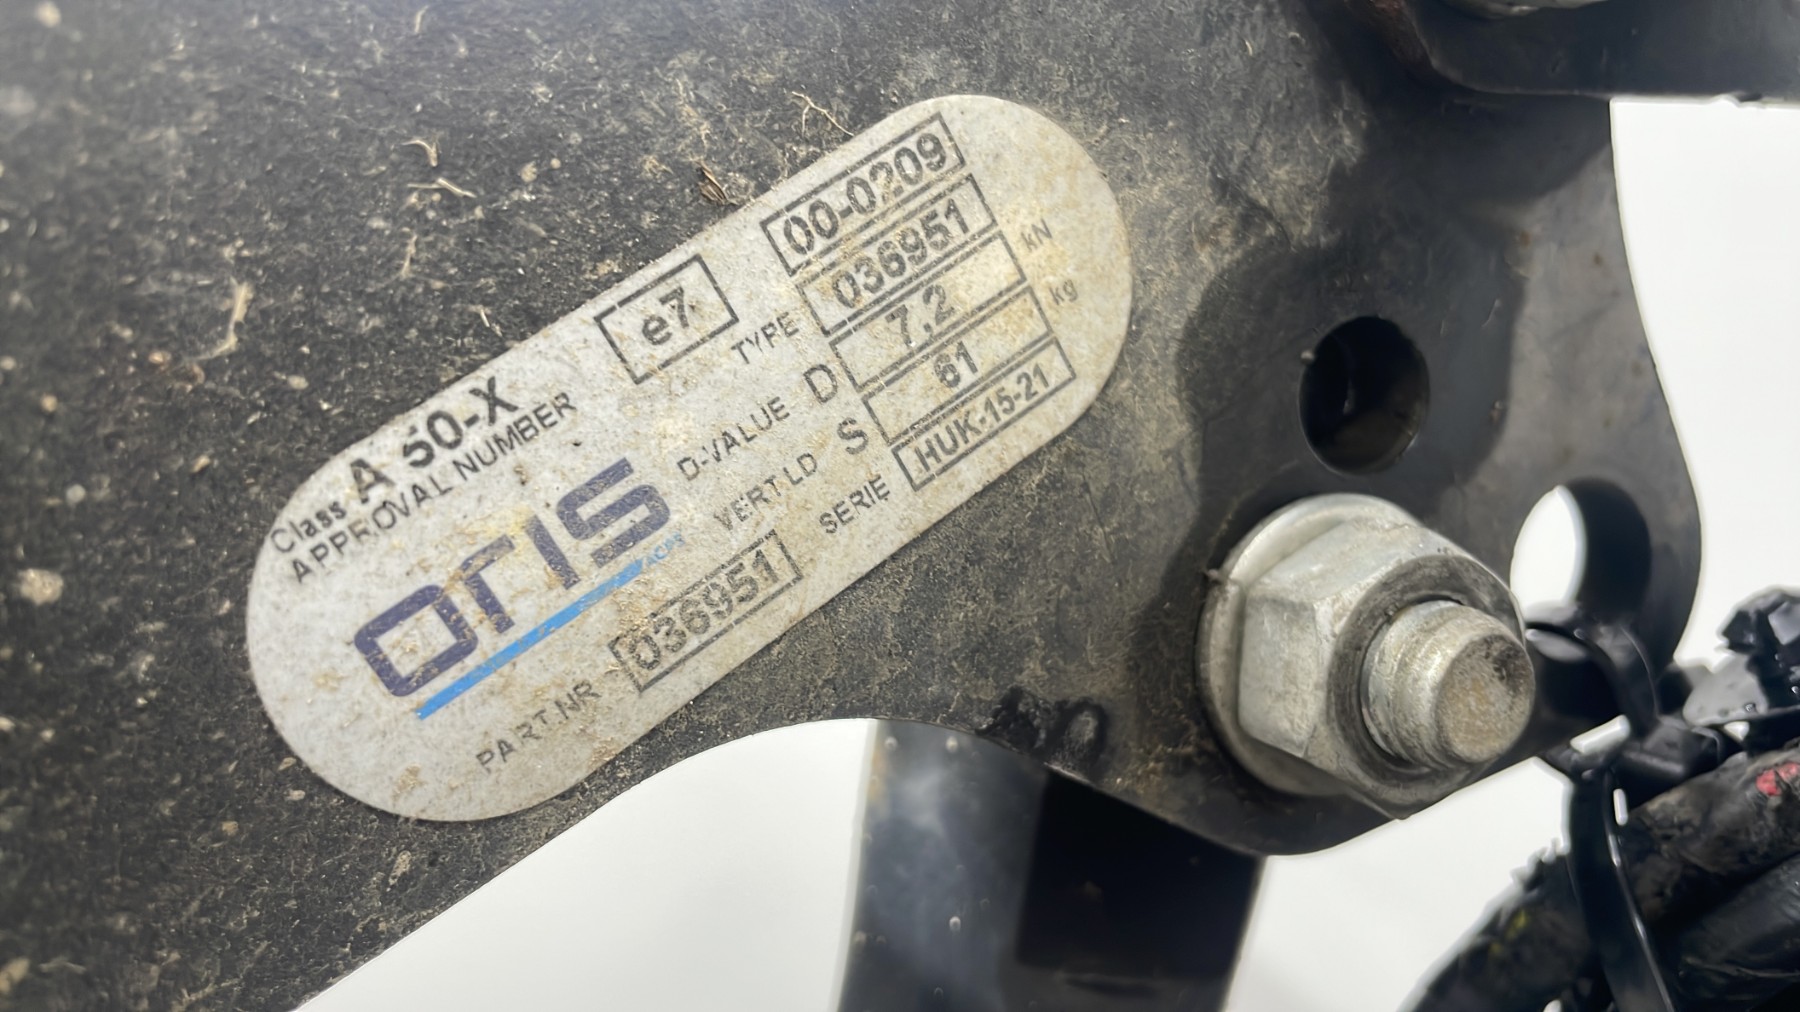 Class A 50-X
APPROVAL NUMBER e7 00-0209
TYPE 036951
D-VALUE D 7.2 kN
VERT LD S 61 kg
SERIE HUK-15-21
oris
ACPS
PART.NR 036951